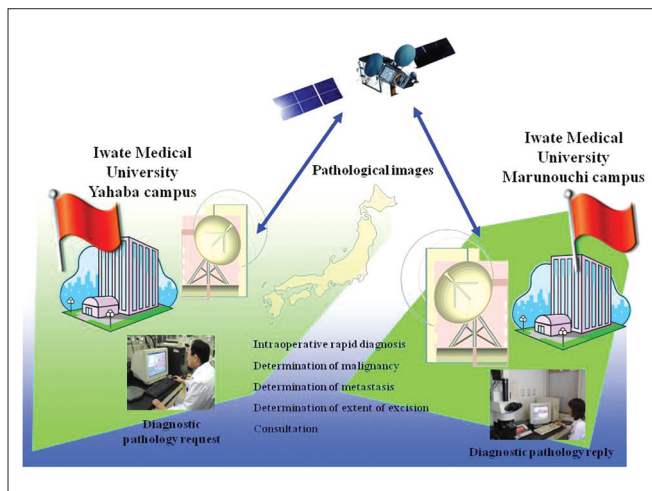 Iwate Medical
University
Yahaba campus
Pathological images
Iwate Medical
University
Marunouchi campus
Intraoperative rapid diagnosis
Determination of malignancy
Determination of metastasis
Determination of extent of excision
Consultation
Diagnostic
pathology request
Diagnostic pathology reply